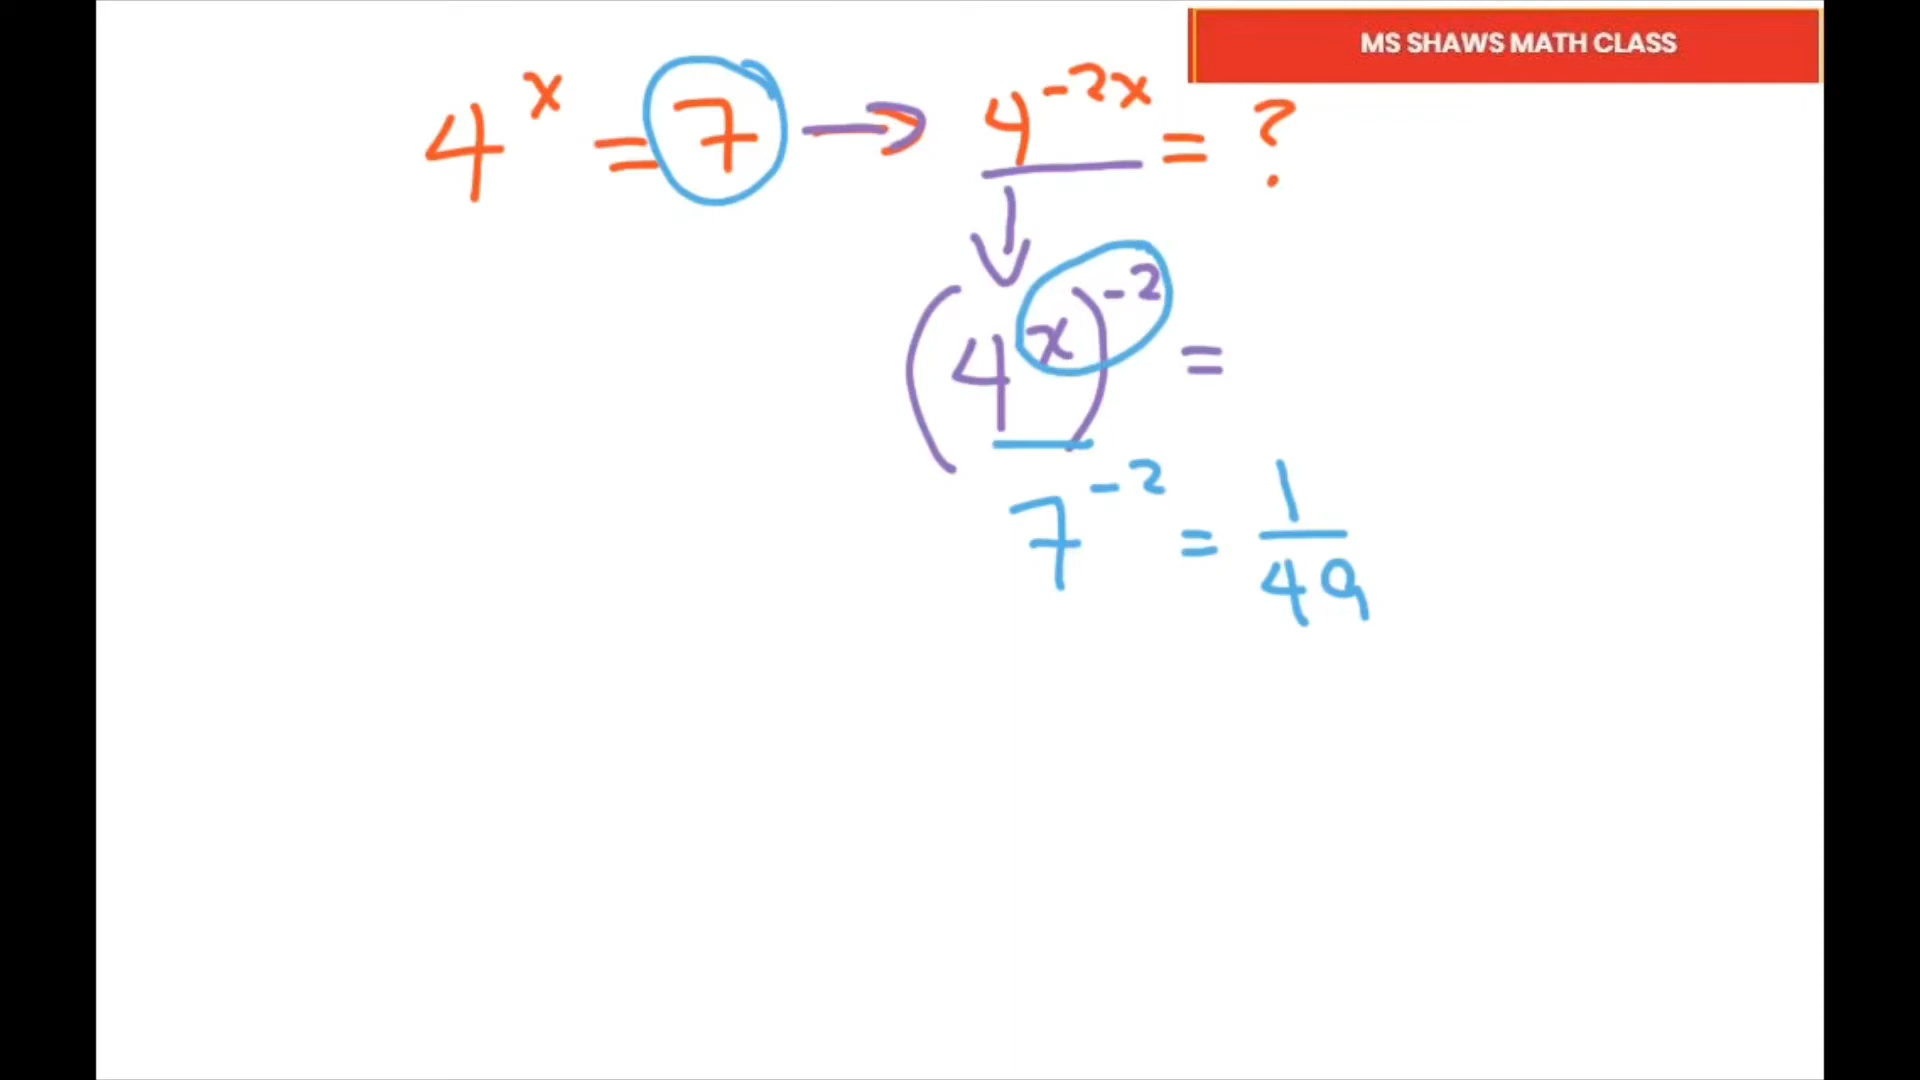 MS SHAWS MATH CLASS
4^x = 7 → 4^-2x = ?
(4^x)^-2 =
7^-2 = 1/49